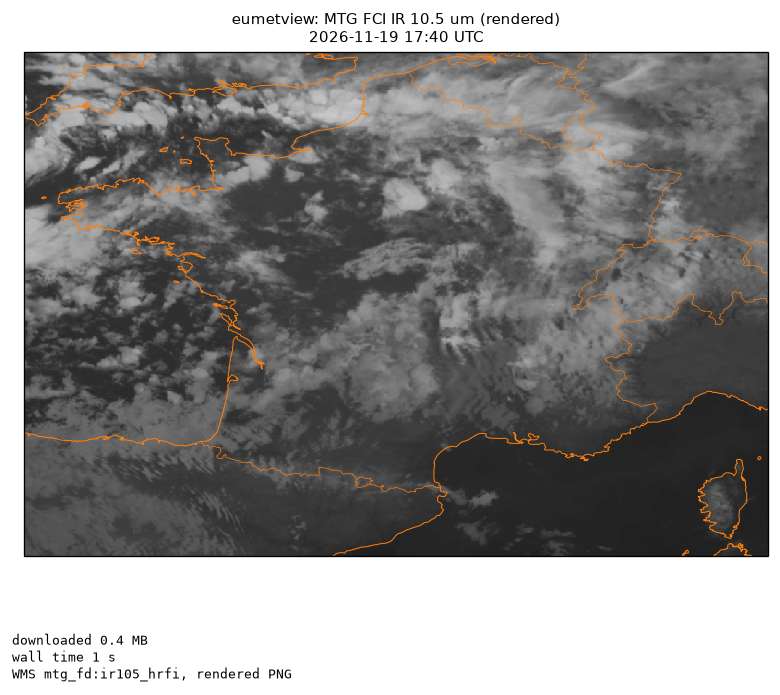 eumetview: MTG FCI IR 10.5 um (rendered)
2026-11-19 17:40 UTC
downloaded 0.4 MB
wall time 1 s
WMS mtg_fd:ir105_hrfi, rendered PNG